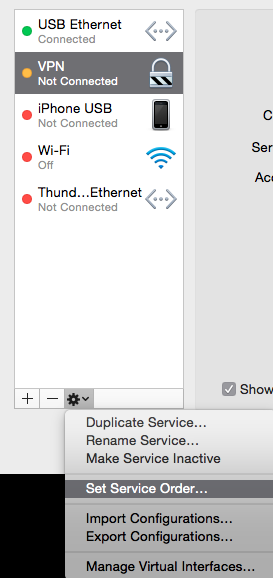 USB Ethernet
Connected
VPN
Not Connected
iPhone USB
Not Connected
Wi-Fi
Off
Thund...Ethernet
Not Connected
C
Ser
Acc
Show
Duplicate Service...
Rename Service...
Make Service Inactive
Set Service Order...
Import Configurations...
Export Configurations...
Manage Virtual Interfaces...